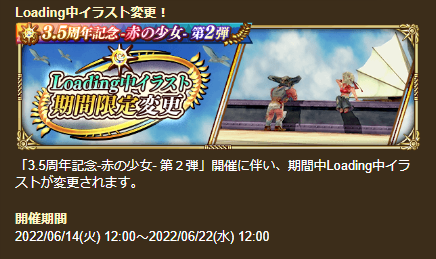 Loading中イラスト変更！
3.5周年記念-赤の少女- 第2弾
Loading中イラスト
期間限定変更
「3.5周年記念-赤の少女- 第２弾」開催に伴い、期間中Loading中イラ
ストが変更されます。
開催期間
2022/06/14(火) 12:00～2022/06/22(水) 12:00